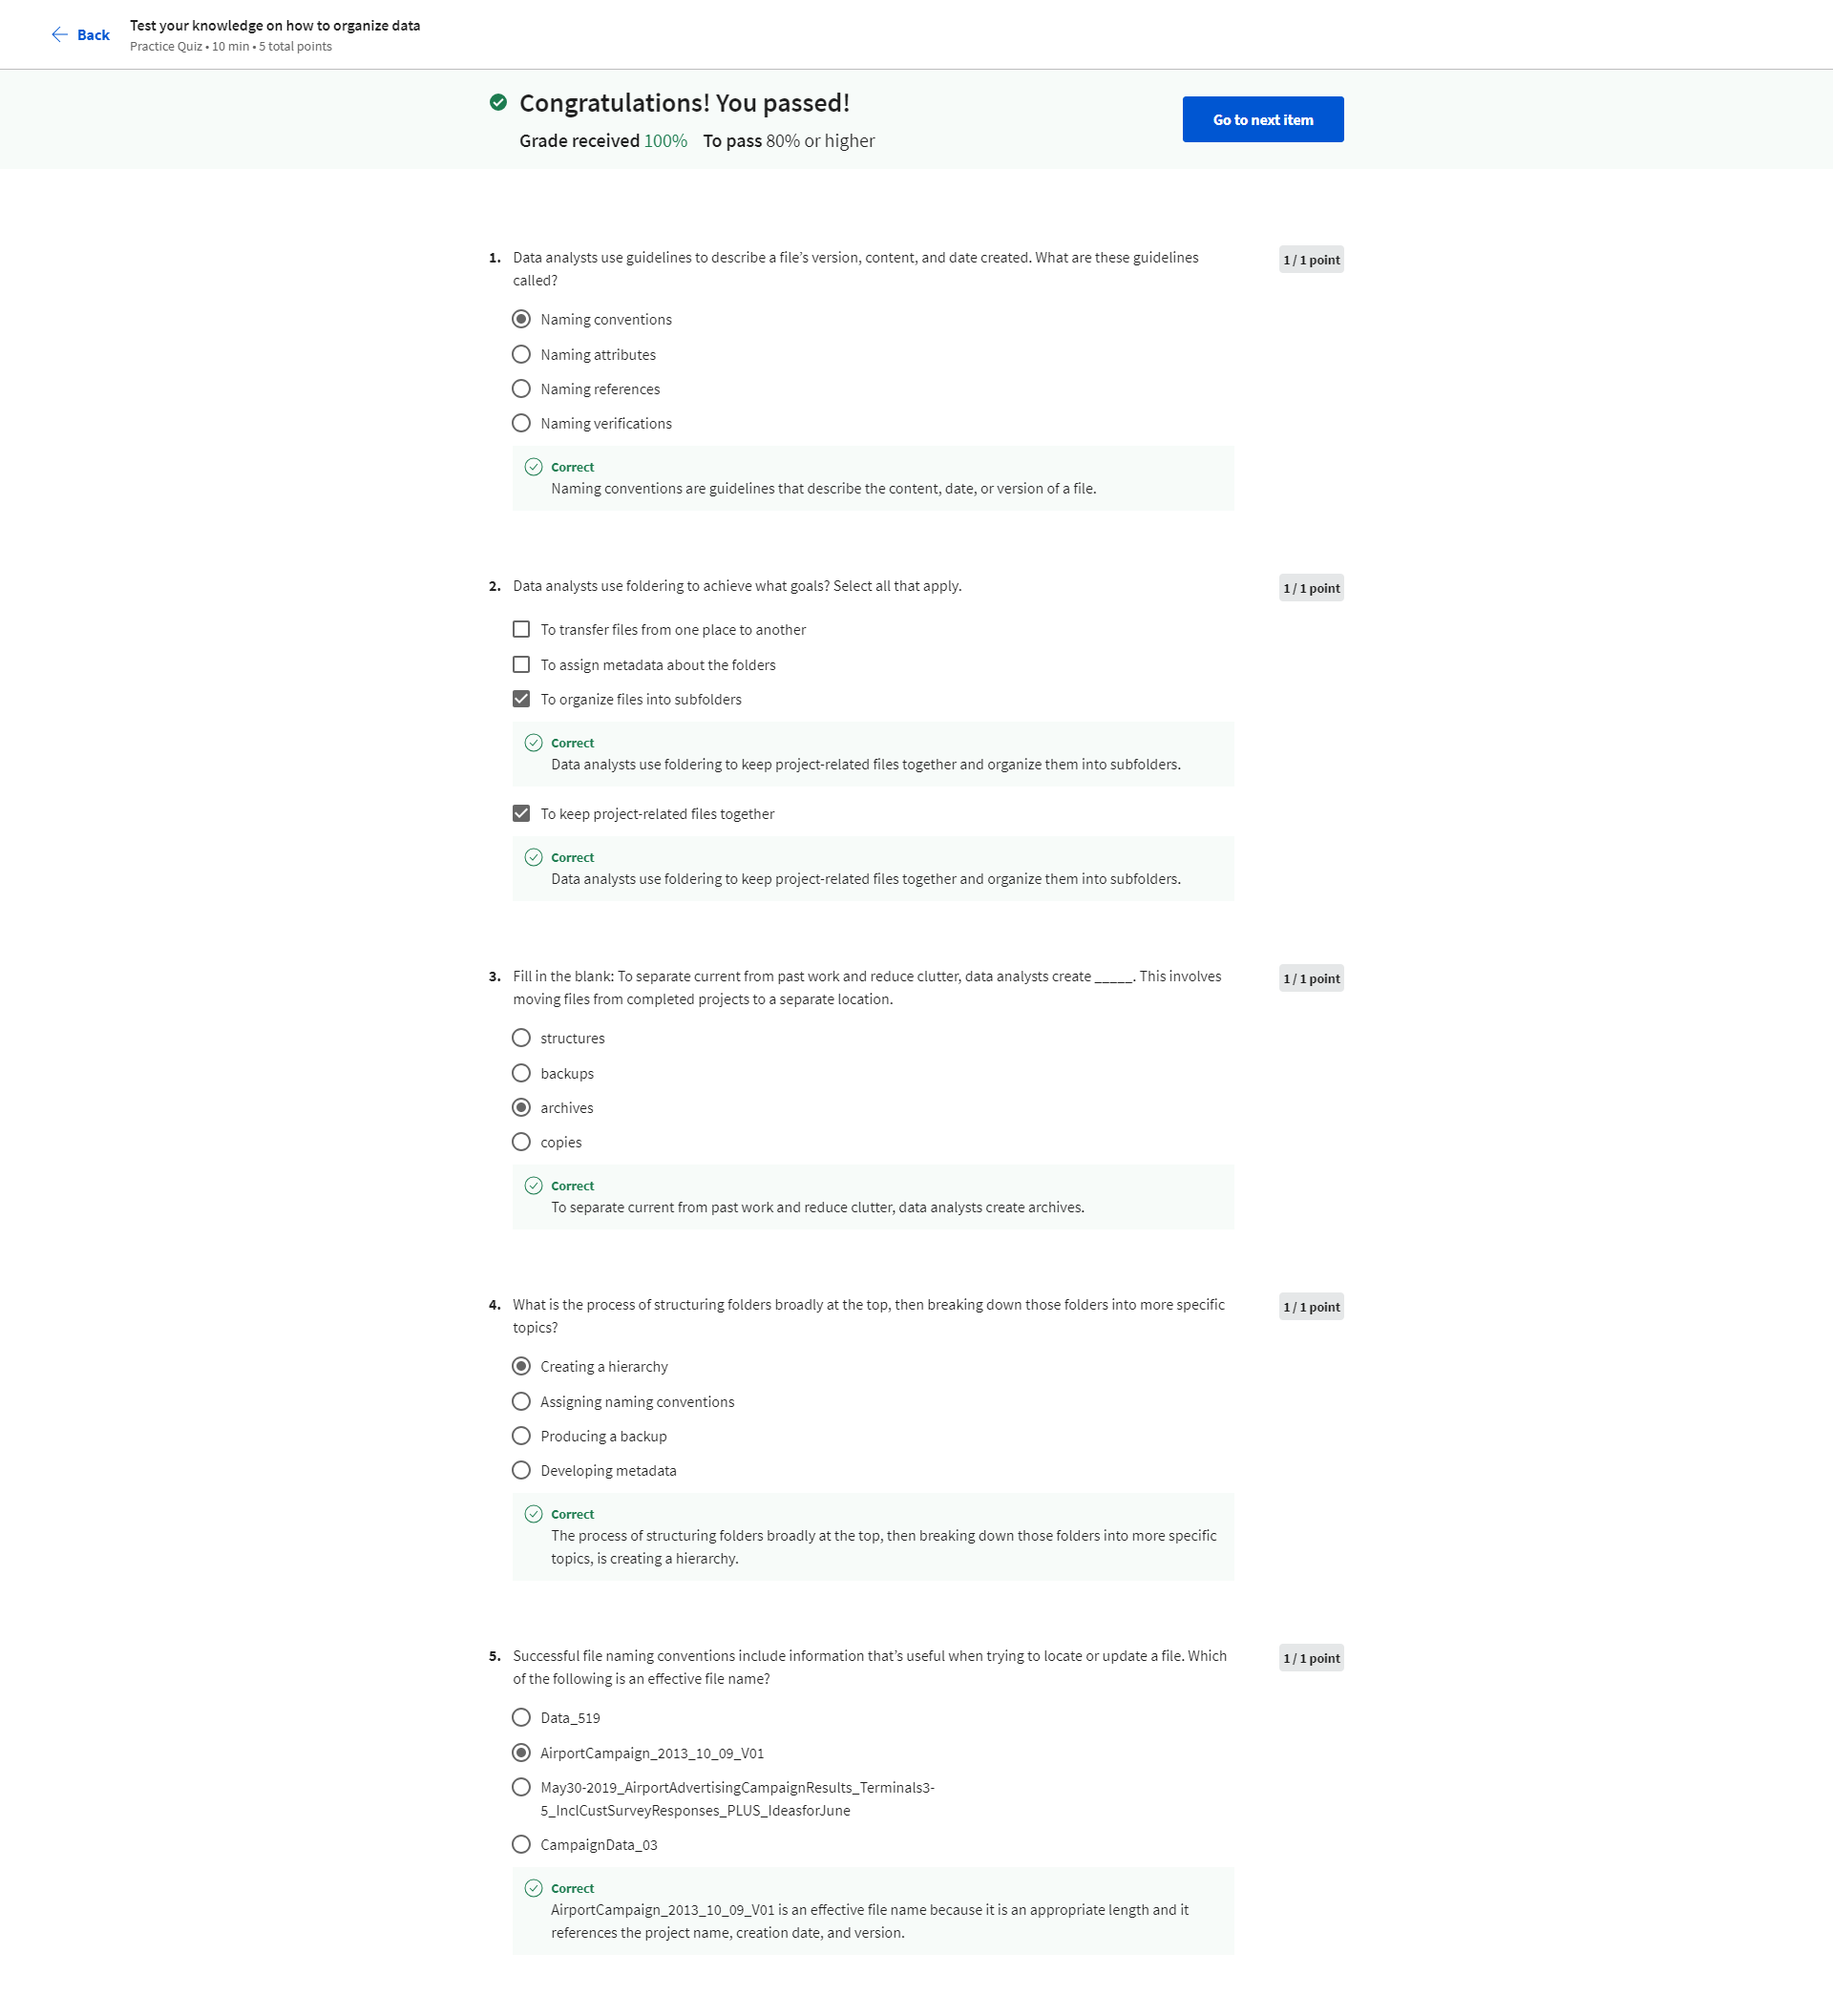 Back
Test your knowledge on how to organize data
Practice Quiz • 10 min • 5 total points
Congratulations! You passed!
Grade received 100% To pass 80% or higher
Go to next item
1. Data analysts use guidelines to describe a file’s version, content, and date created. What are these guidelines
called?
1 / 1 point
Naming conventions
Naming attributes
Naming references
Naming verifications
Correct
Naming conventions are guidelines that describe the content, date, or version of a file.
2. Data analysts use foldering to achieve what goals? Select all that apply.
1 / 1 point
To transfer files from one place to another
To assign metadata about the folders
To organize files into subfolders
Correct
Data analysts use foldering to keep project-related files together and organize them into subfolders.
To keep project-related files together
Correct
Data analysts use foldering to keep project-related files together and organize them into subfolders.
3. Fill in the blank: To separate current from past work and reduce clutter, data analysts create _____. This involves
moving files from completed projects to a separate location.
1 / 1 point
structures
backups
archives
copies
Correct
To separate current from past work and reduce clutter, data analysts create archives.
4. What is the process of structuring folders broadly at the top, then breaking down those folders into more specific
topics?
1 / 1 point
Creating a hierarchy
Assigning naming conventions
Producing a backup
Developing metadata
Correct
The process of structuring folders broadly at the top, then breaking down those folders into more specific
topics, is creating a hierarchy.
5. Successful file naming conventions include information that’s useful when trying to locate or update a file. Which
of the following is an effective file name?
1 / 1 point
Data_519
AirportCampaign_2013_10_09_V01
May30-2019_AirportAdvertisingCampaignResults_Terminals3-
5_InclCustSurveyResponses_PLUS_IdeasforJune
CampaignData_03
Correct
AirportCampaign_2013_10_09_V01 is an effective file name because it is an appropriate length and it
references the project name, creation date, and version.